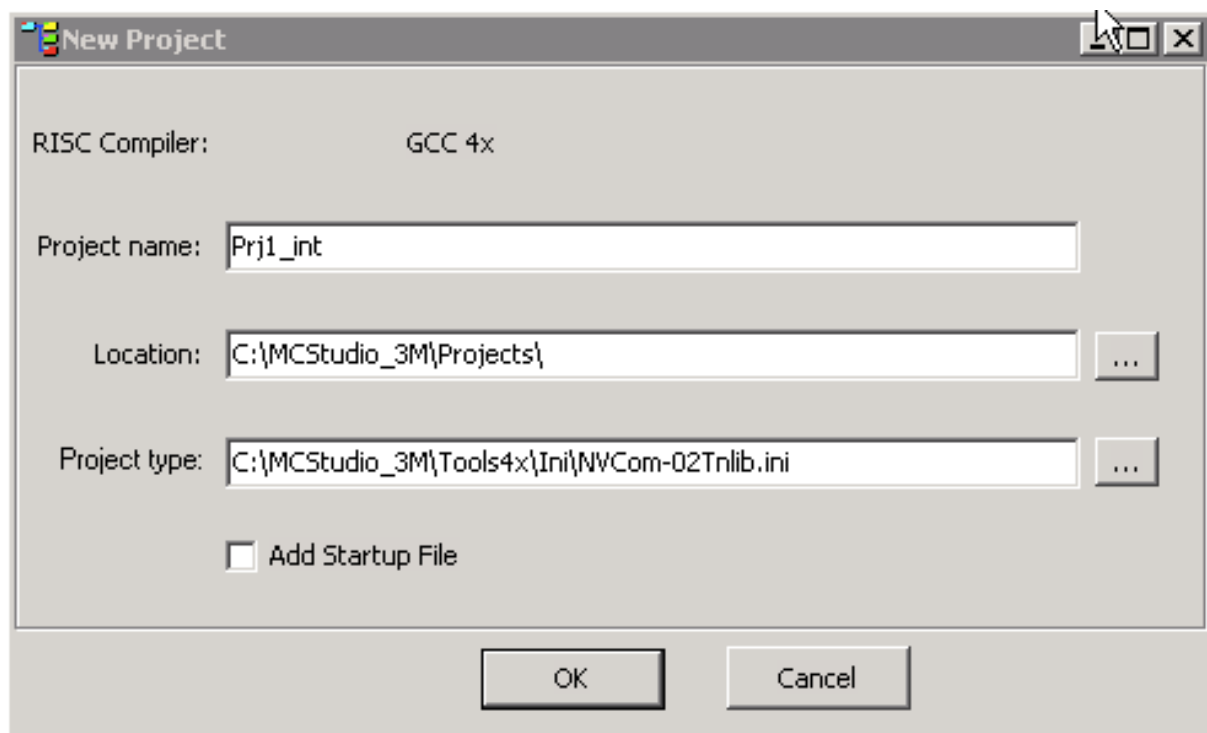 New Project
RISC Compiler: GCC 4x
Project name: Prj1_int
Location: C:\MCStudio_3M\Projects\ ...
Project type: C:\MCStudio_3M\Tools4x\Ini\NVCom-02Tnlib.ini ...
Add Startup File
OK Cancel